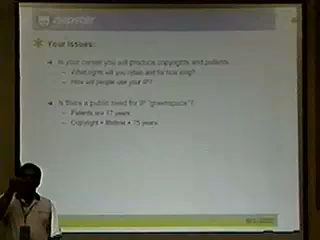 napster
Your issues:
In your career you will produce copyrights and patents
– What rights will you retain and for how long?
– How will people use your IP?
Is there a public need for IP "greenspace"?
– Patents are 17 years
– Copyright = lifetime + 75 years